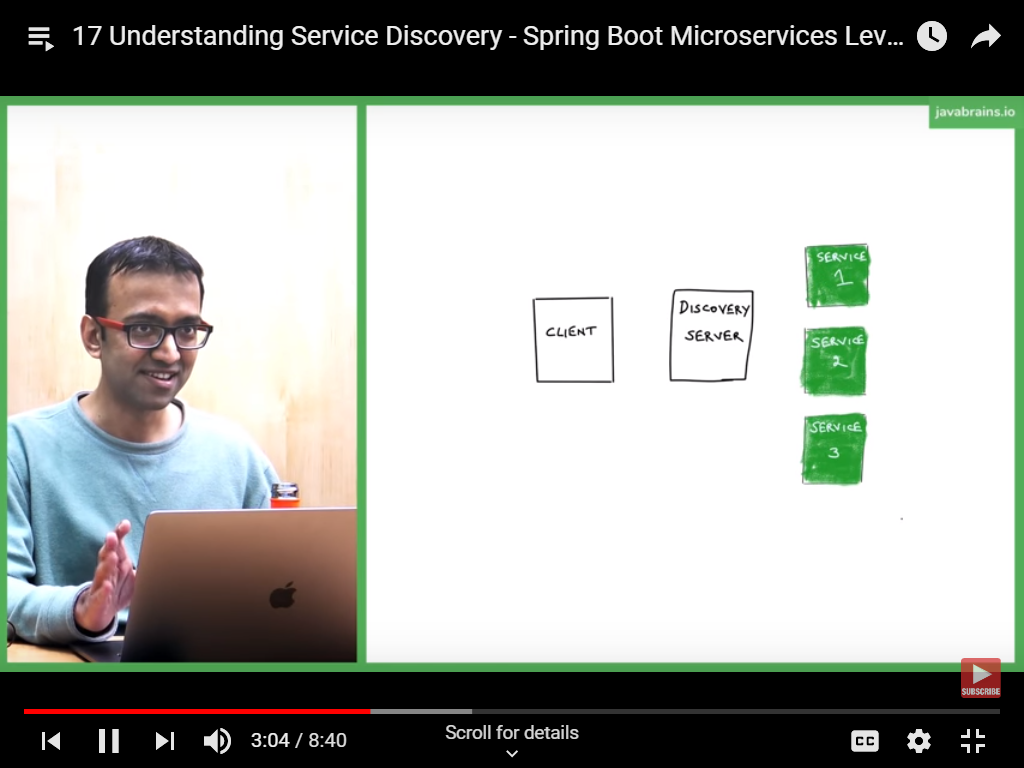 17 Understanding Service Discovery - Spring Boot Microservices Lev...
javabrains.io
SERVICE
1
CLIENT
DISCOVERY
SERVER
SERVICE
2
SERVICE
3
SUBSCRIBE
3:04 / 8:40
Scroll for details
CC